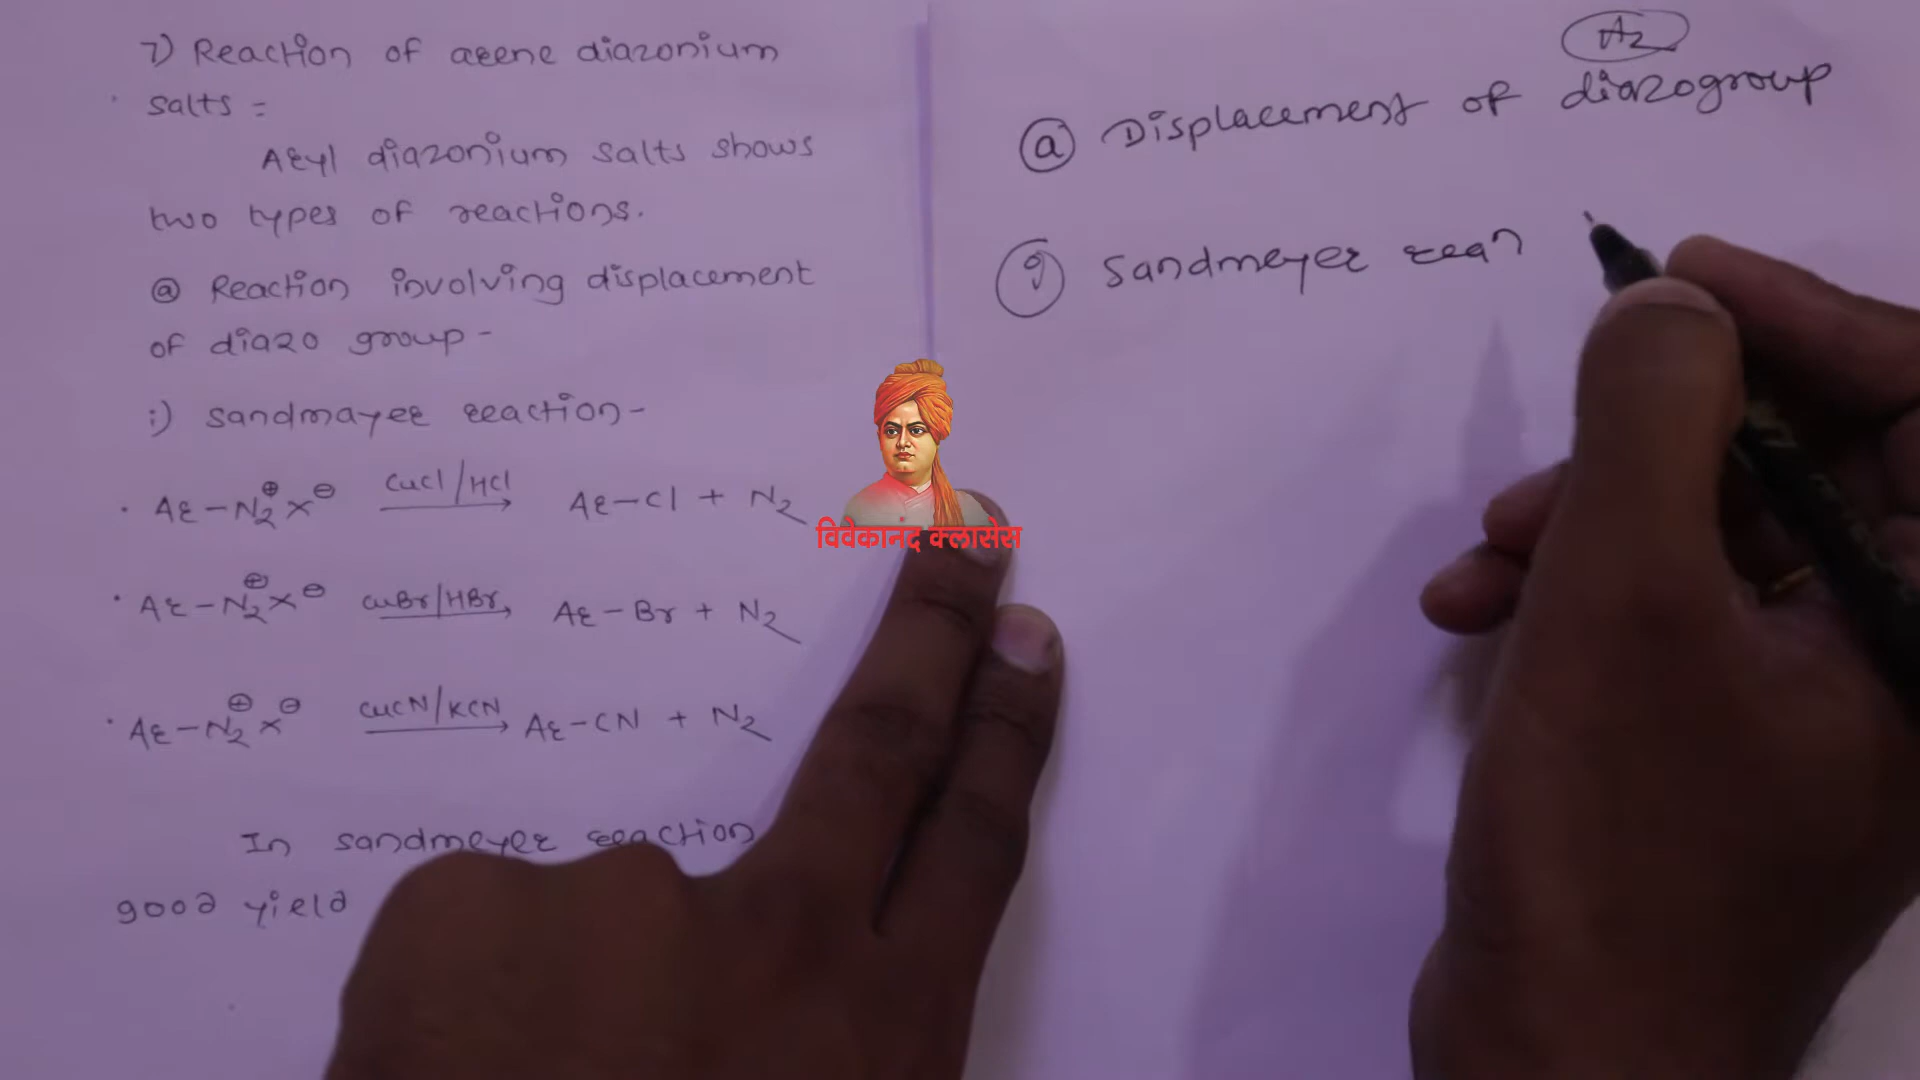 7) Reaction of arene diazonium
salts =
Aryl diazonium salts shows
two types of reactions.
@ Reaction involving displacement
of diazo group -
i) sandmayer reaction -
Ar-N₂⊕X⊖ CuCl/HCl → Ar-Cl + N₂
Ar-N₂⊕X⊖ CuBr/HBr → Ar-Br + N₂
Ar-N₂⊕X⊖ CuCN/KCN → Ar-CN + N₂
In sandmeyer reaction
good yield
ⓐ Displacement of diazogroup
Sandmeyer rean
विवेकानंद क्लासेस